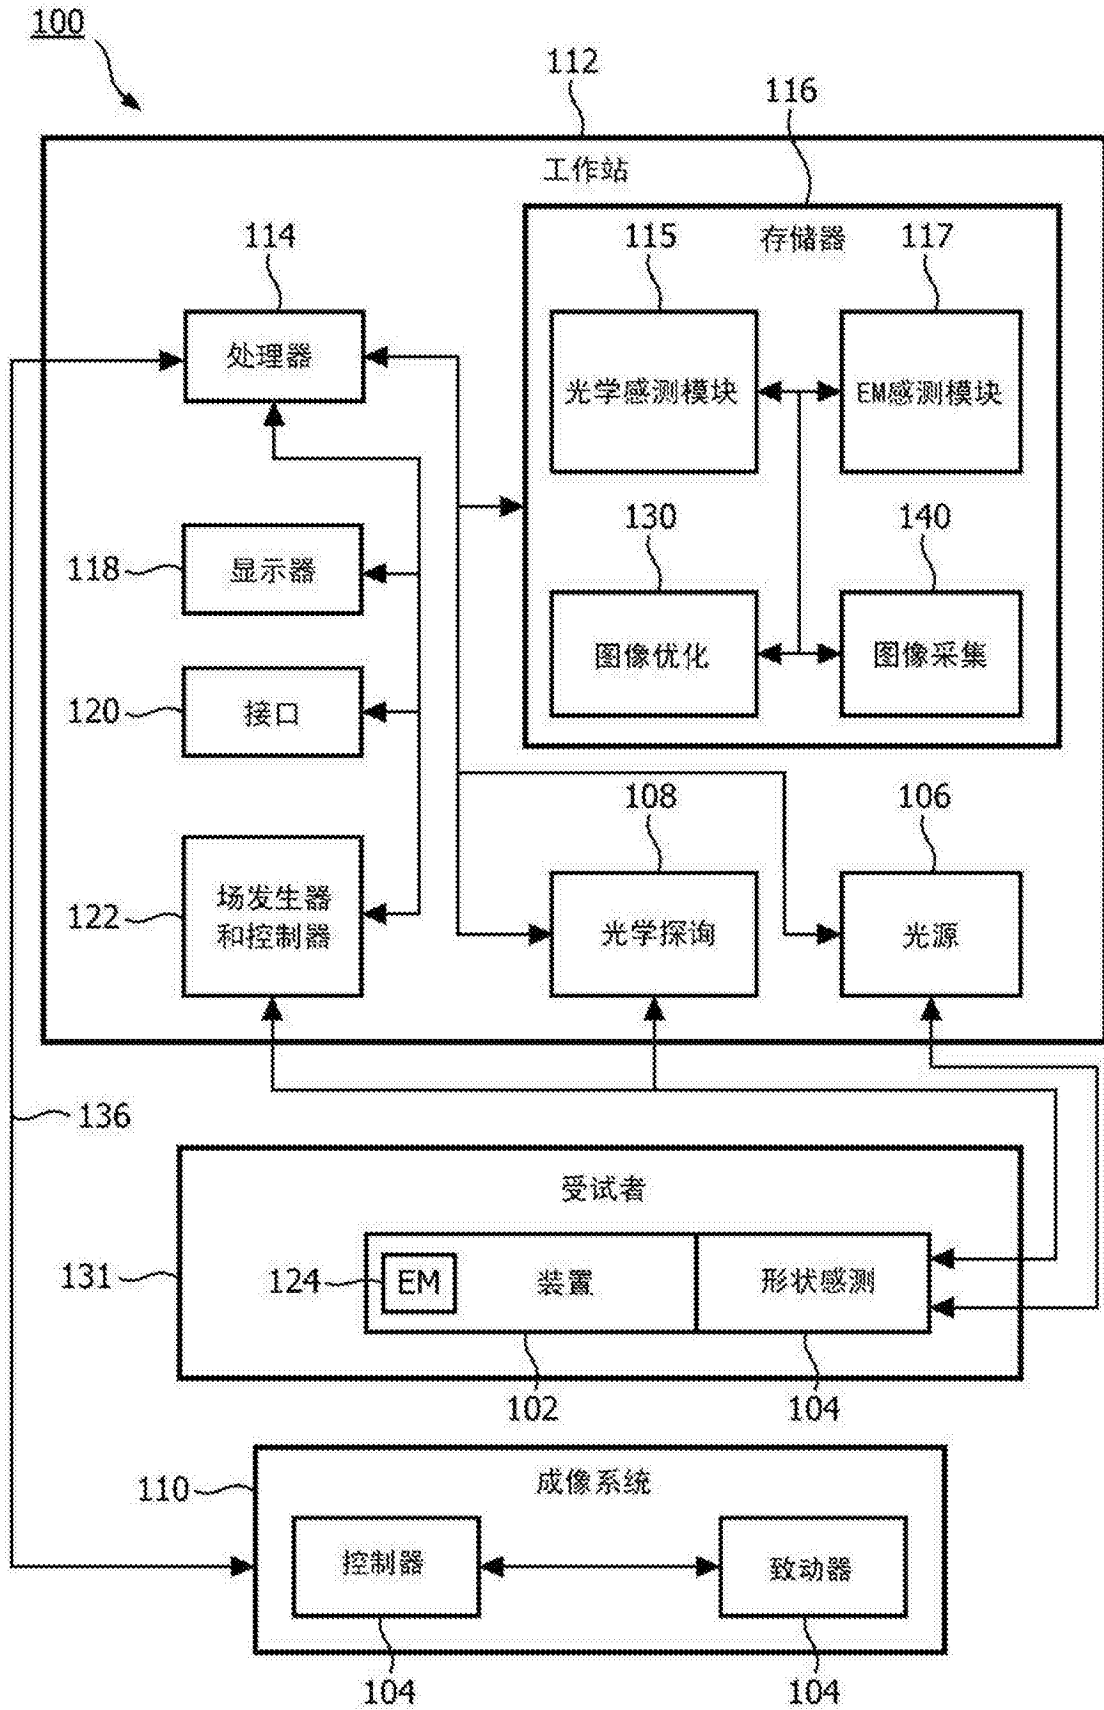 100
112
116
工作站
114
115
存储器
117
处理器
光学感测模块
EM感测模块
130
140
118
显示器
图像优化
图像采集
120
接口
108
106
122
场发生器
和控制器
光学探询
光源
136
受试者
131
124
EM
装置
形状感测
102
104
110
成像系统
控制器
致动器
104
104